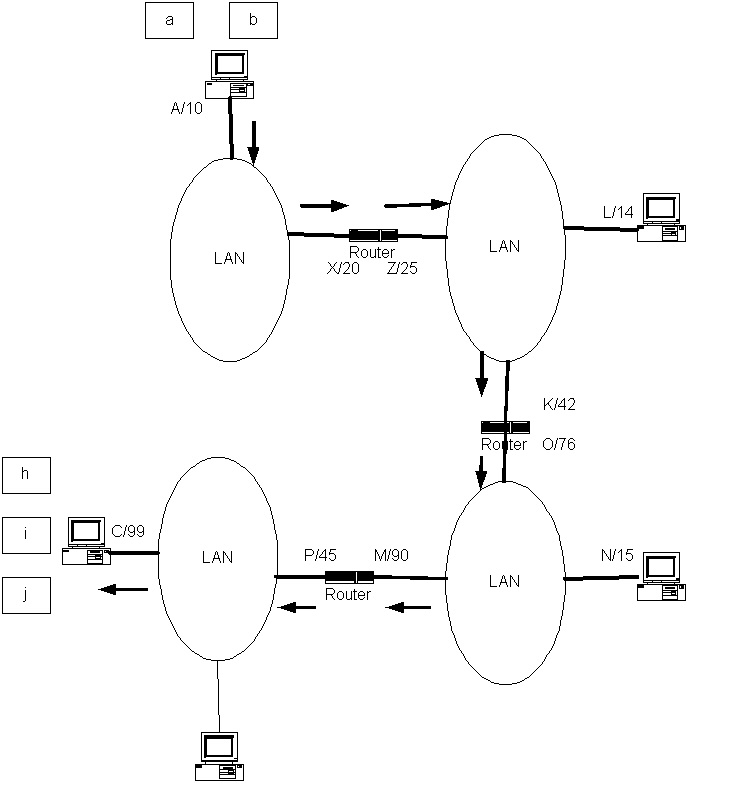 a b
A/10
L/14
LAN
LAN
Router
X/20 Z/25
K/42
Router O/76
h
i
C/99
j
LAN
P/45 M/90
Router
LAN
N/15